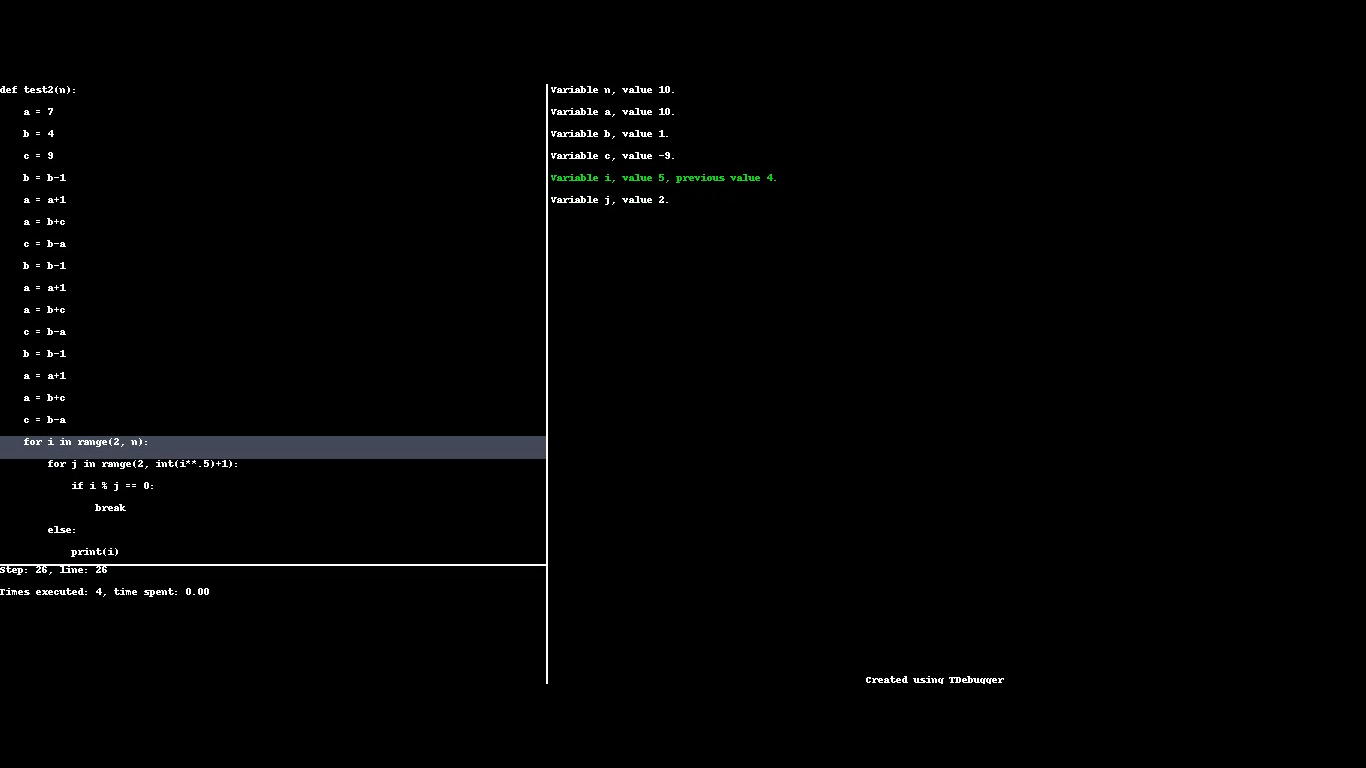 def test2(n):
    a = 7
    b = 4
    c = 9
    b = b-1
    a = a+1
    a = b+c
    c = b-a
    b = b-1
    a = a+1
    a = b+c
    c = b-a
    b = b-1
    a = a+1
    a = b+c
    c = b-a
    for i in range(2, n):
        for j in range(2, int(i**.5)+1):
            if i % j == 0:
                break
        else:
            print(i)
Step: 26, line: 26
Times executed: 4, time spent: 0.00
Variable n, value 10.
Variable a, value 10.
Variable b, value 1.
Variable c, value -9.
Variable i, value 5, previous value 4.
Variable j, value 2.
Created using TDebugger